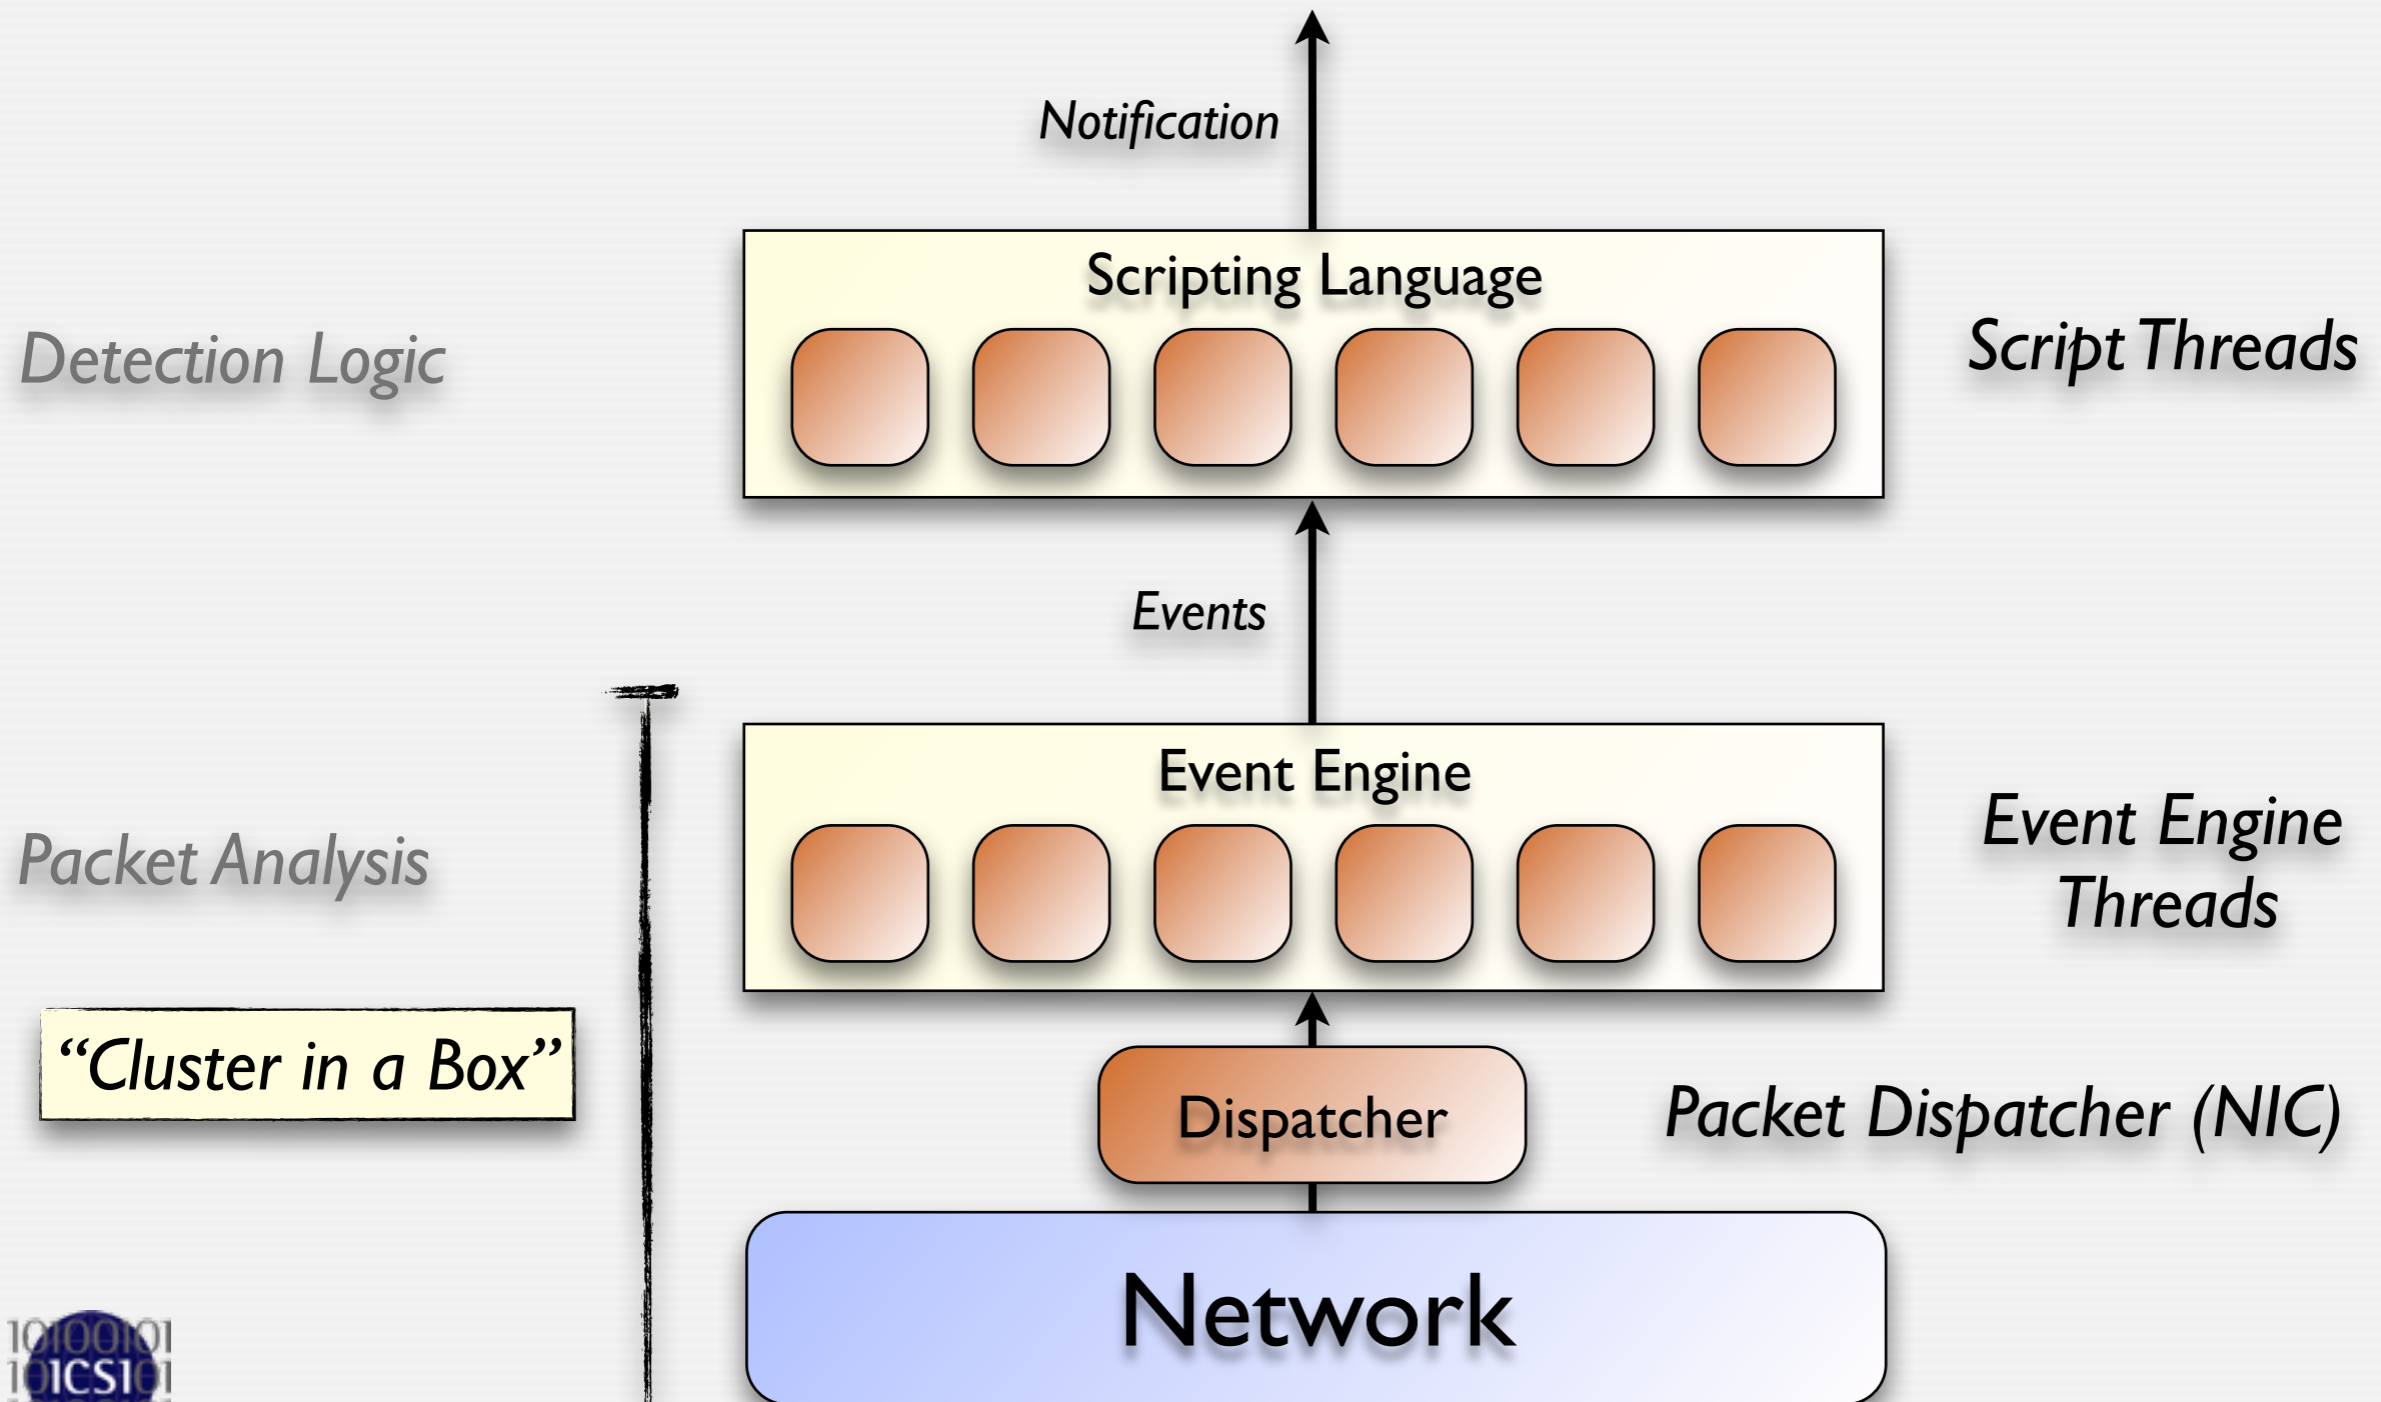 Notification
Scripting Language
Detection Logic
Script Threads
Events
Event Engine
Packet Analysis
Event Engine
Threads
“Cluster in a Box”
Dispatcher
Packet Dispatcher (NIC)
Network
10100101
10ICSI01